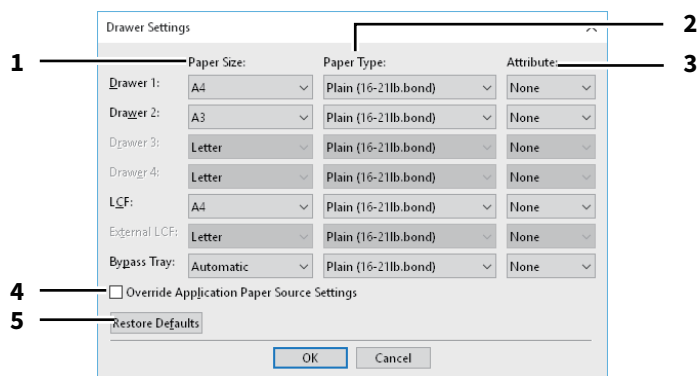 Drawer Settings
2
1
Paper Size: Paper Type: Attribute:
3
Drawer 1: A4 Plain (16-21lb.bond) None
Drawer 2: A3 Plain (16-21lb.bond) None
Drawer 3: Letter Plain (16-21lb.bond) None
Drawer 4: Letter Plain (16-21lb.bond) None
LCF: A4 Plain (16-21lb.bond) None
External LCF: Letter Plain (16-21lb.bond) None
Bypass Tray: Automatic Plain (16-21lb.bond) None
4 Override Application Paper Source Settings
5 Restore Defaults
OK Cancel